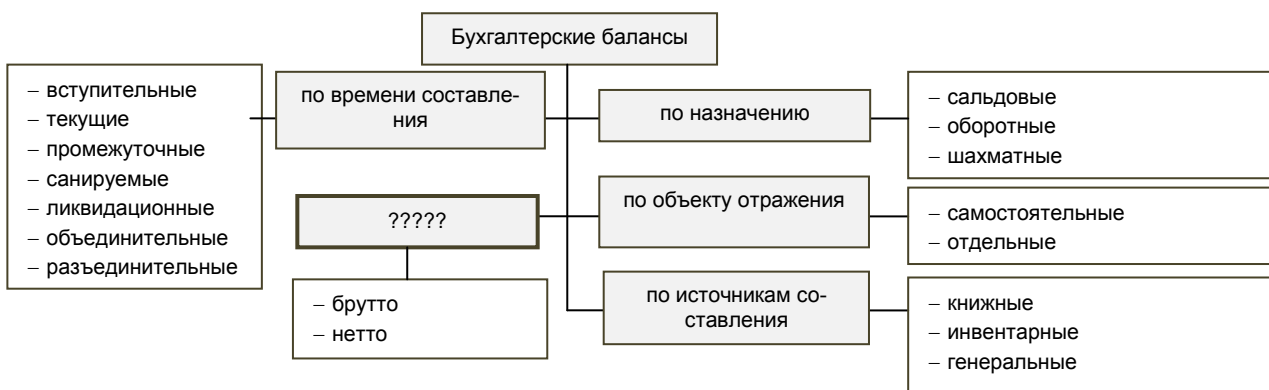 Бухгалтерские балансы
– вступительные
– текущие
– промежуточные
– санируемые
– ликвидационные
– объединительные
– разъединительные
по времени составле-
ния
по назначению
– сальдовые
– оборотные
– шахматные
?????
– брутто
– нетто
по объекту отражения
– самостоятельные
– отдельные
по источникам со-
ставления
– книжные
– инвентарные
– генеральные